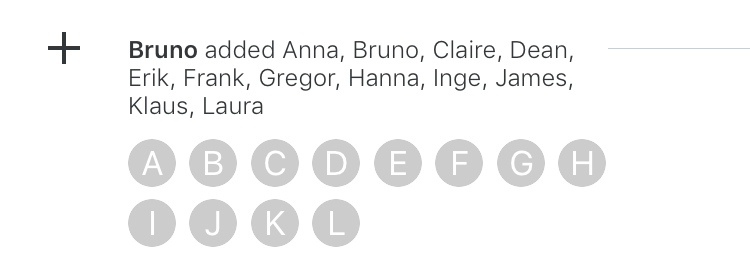 Bruno added Anna, Bruno, Claire, Dean,
Erik, Frank, Gregor, Hanna, Inge, James,
Klaus, Laura
A B C D E F G H
I J K L